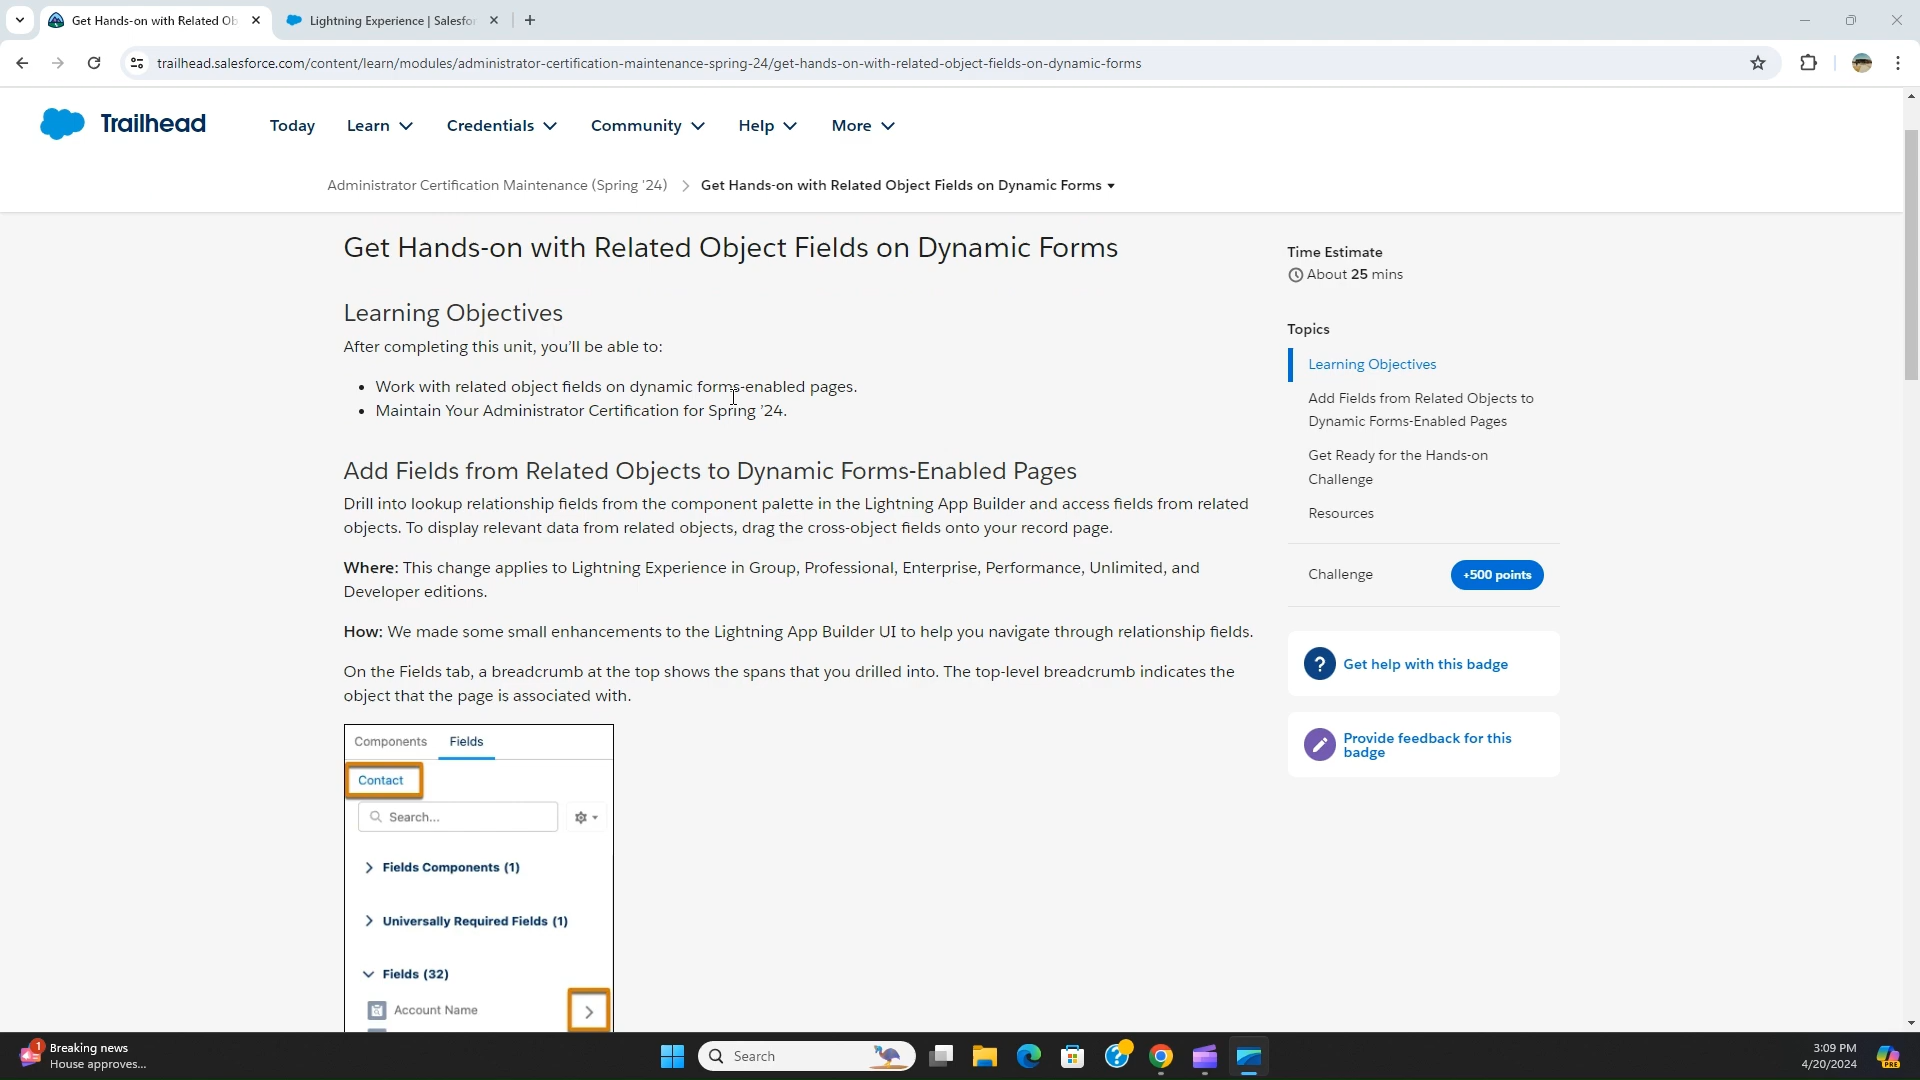 Get Hands-on with Related Ob
Lightning Experience | Salesfor
trailhead.salesforce.com/content/learn/modules/administrator-certification-maintenance-spring-24/get-hands-on-with-related-object-fields-on-dynamic-forms
Trailhead
Today
Learn
Credentials
Community
Help
More
Administrator Certification Maintenance (Spring '24)
Get Hands-on with Related Object Fields on Dynamic Forms
Get Hands-on with Related Object Fields on Dynamic Forms
Learning Objectives
After completing this unit, you'll be able to:
Work with related object fields on dynamic forms-enabled pages.
Maintain Your Administrator Certification for Spring '24.
Add Fields from Related Objects to Dynamic Forms-Enabled Pages
Drill into lookup relationship fields from the component palette in the Lightning App Builder and access fields from related
objects. To display relevant data from related objects, drag the cross-object fields onto your record page.
Where: This change applies to Lightning Experience in Group, Professional, Enterprise, Performance, Unlimited, and
Developer editions.
How: We made some small enhancements to the Lightning App Builder UI to help you navigate through relationship fields.
On the Fields tab, a breadcrumb at the top shows the spans that you drilled into. The top-level breadcrumb indicates the
object that the page is associated with.
Components
Fields
Contact
Search...
Fields Components (1)
Universally Required Fields (1)
Fields (32)
Account Name
Time Estimate
About 25 mins
Topics
Learning Objectives
Add Fields from Related Objects to
Dynamic Forms-Enabled Pages
Get Ready for the Hands-on
Challenge
Resources
Challenge
+500 points
Get help with this badge
Provide feedback for this
badge
1
Breaking news
House approves...
Search
3:09 PM
4/20/2024
PRE